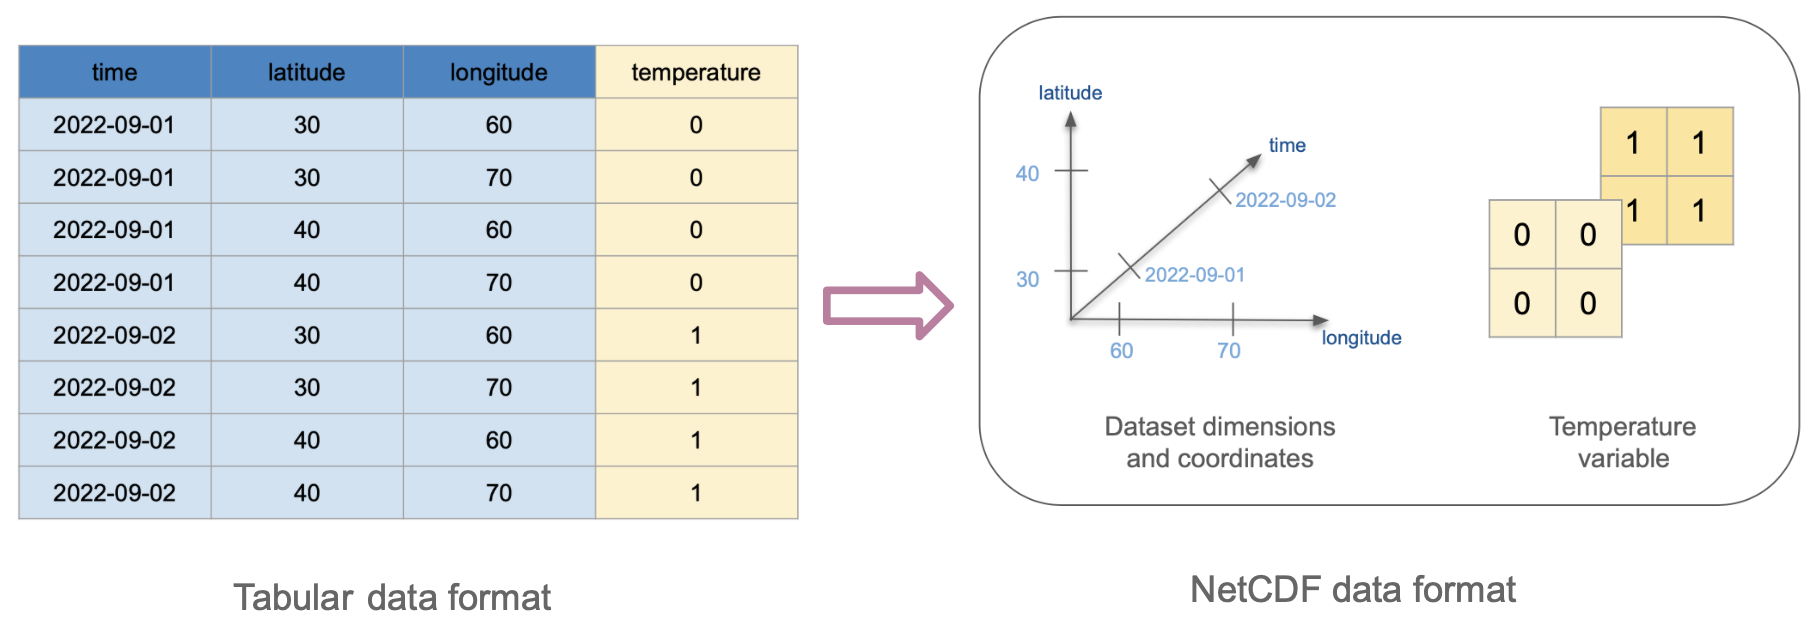 time latitude longitude temperature
2022-09-01 30 60 0
2022-09-01 30 70 0
2022-09-01 40 60 0
2022-09-01 40 70 0
2022-09-02 30 60 1
2022-09-02 30 70 1
2022-09-02 40 60 1
2022-09-02 40 70 1
Tabular data format
latitude
time
40
2022-09-02
2022-09-01
30
longitude
60 70
Dataset dimensions
and coordinates
1 1
1 1
0 0
0 0
Temperature
variable
NetCDF data format